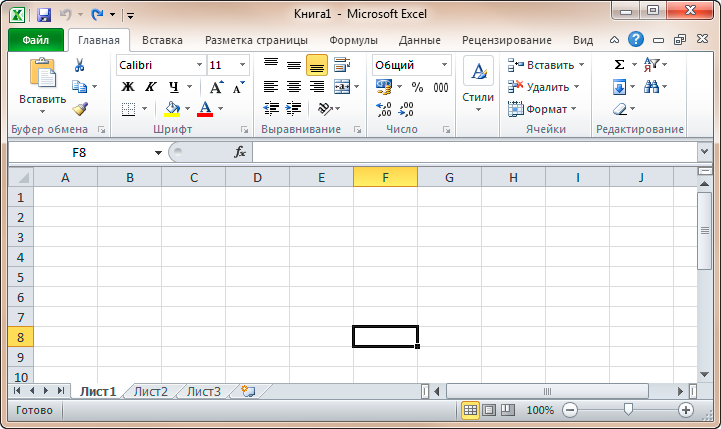 Книга1 - Microsoft Excel
Файл Главная Вставка Разметка страницы Формулы Данные Рецензирование Вид
Calibri 11 Общий Вставить
Вставить Ж К Ч % 000 Стили Удалить
А А Формат
Буфер обмена Шрифт Выравнивание Число Ячейки Редактирование
F8 fx
A B C D E F G H I J
1
2
3
4
5
6
7
8
9
10
Лист1 Лист2 Лист3
Готово 100%